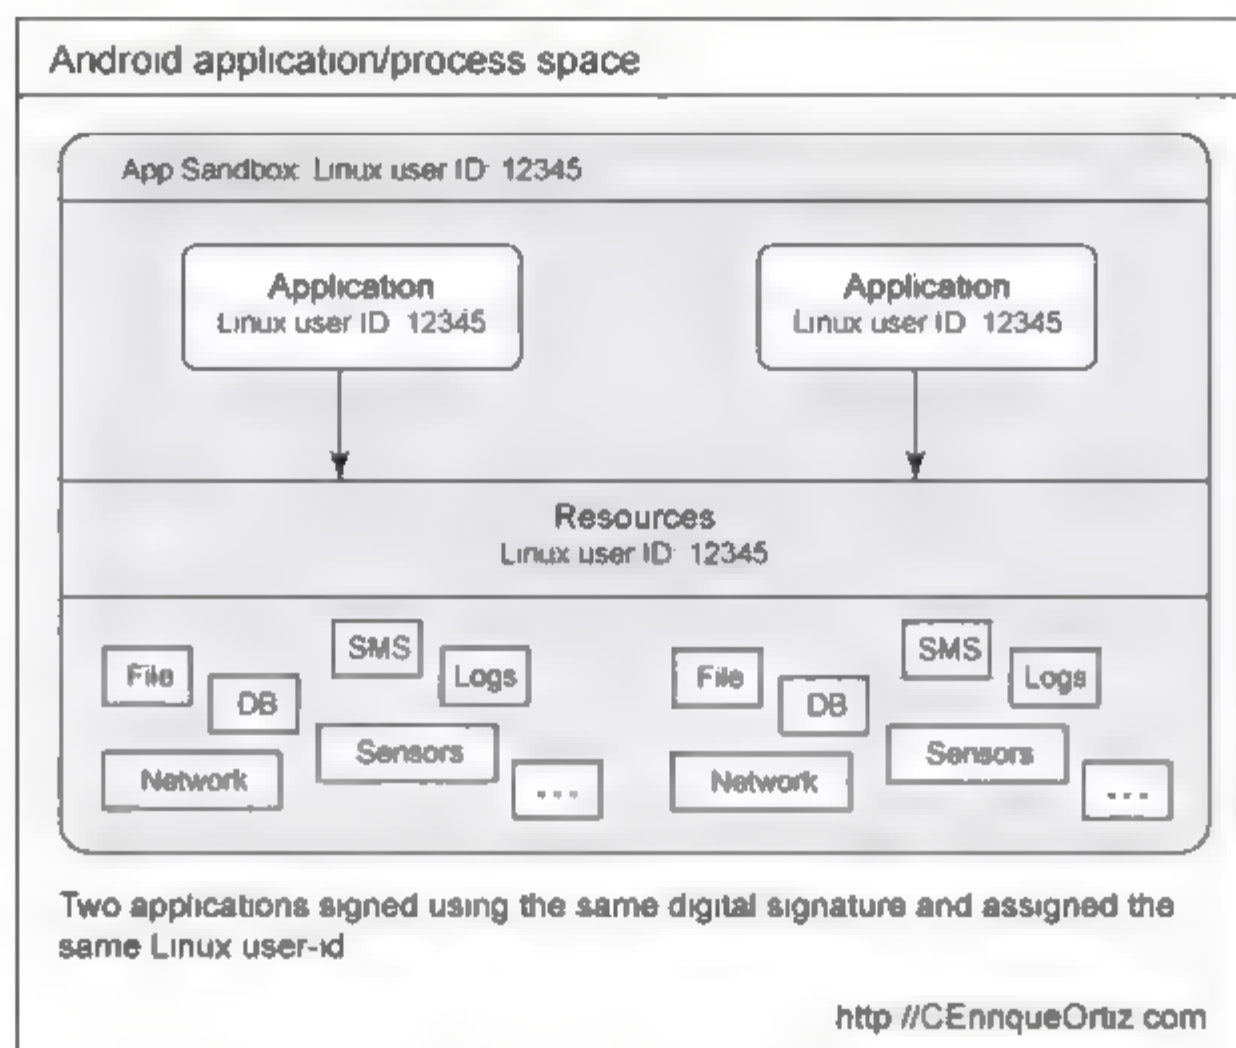 Android application/process space
App Sandbox Linux user ID 12345
Application
Linux user ID 12345
Application
Linux user ID 12345
Resources
Linux user ID 12345
File
DB
SMS
Logs
Network
Sensors
...
File
DB
SMS
Logs
Network
Sensors
...
Two applications signed using the same digital signature and assigned the
same Linux user-id
http //CEnriqueOrtiz com